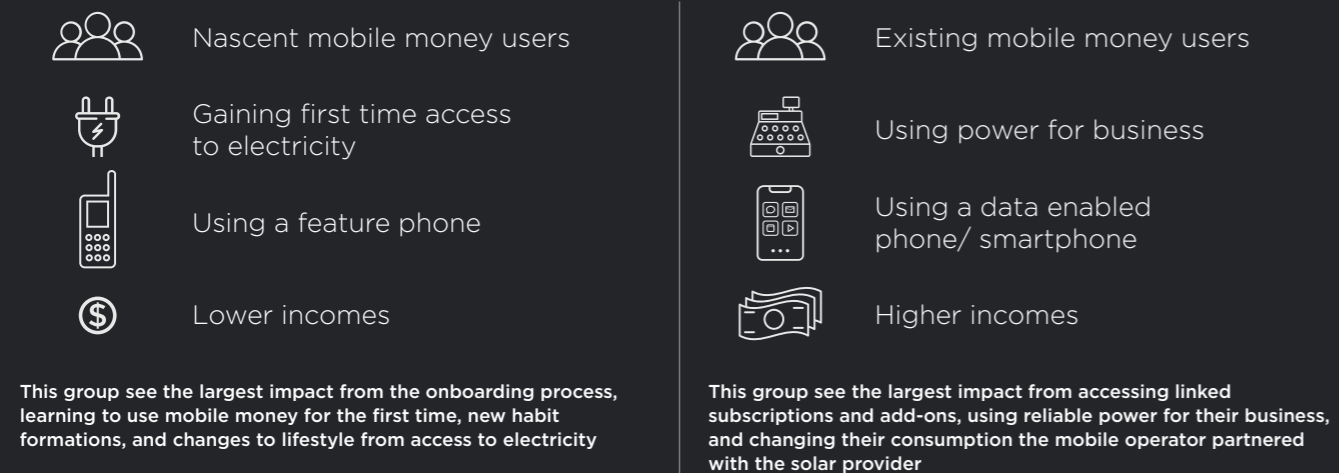 Nascent mobile money users
Gaining first time access
to electricity
Using a feature phone
Lower incomes
This group see the largest impact from the onboarding process,
learning to use mobile money for the first time, new habit
formations, and changes to lifestyle from access to electricity
Existing mobile money users
Using power for business
Using a data enabled
phone/ smartphone
Higher incomes
This group see the largest impact from accessing linked
subscriptions and add-ons, using reliable power for their business,
and changing their consumption the mobile operator partnered
with the solar provider